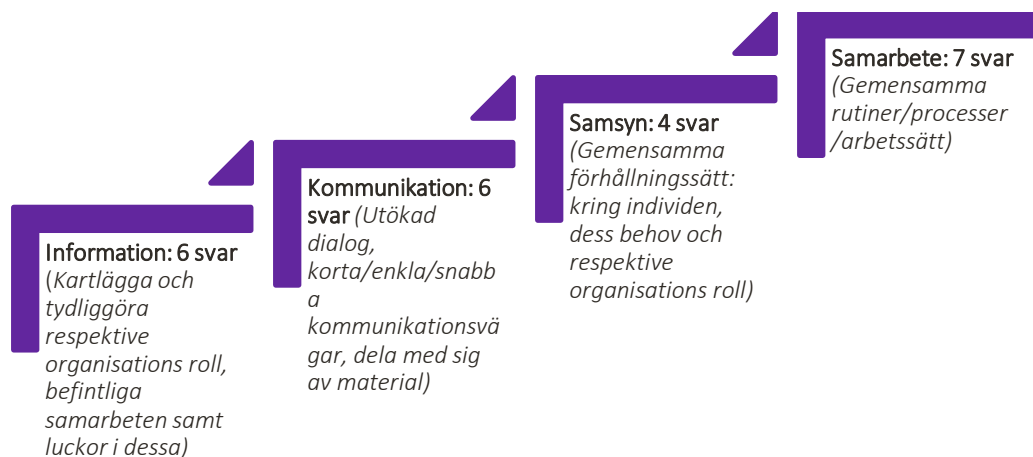 Information: 6 svar
(Kartlägga och
tydliggöra
respektive
organisations roll,
befintliga
samarbeten samt
luckor i dessa)
Kommunikation: 6
svar (Utökad
dialog,
korta/enkla/snabb
a
kommunikationsvä
gar, dela med sig
av material)
Samsyn: 4 svar
(Gemensamma
förhållningssätt:
kring individen,
dess behov och
respektive
organisations roll)
Samarbete: 7 svar
(Gemensamma
rutiner/processer
/arbetssätt)